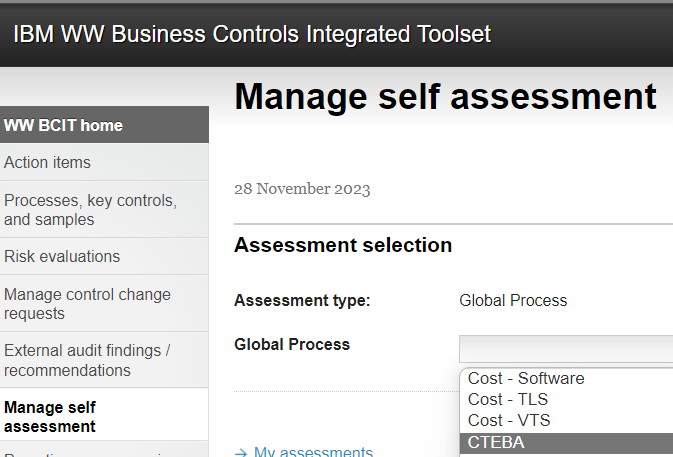 IBM WW Business Controls Integrated Toolset
Manage self assessment
WW BCIT home
Action items
Processes, key controls,
and samples
Risk evaluations
Manage control change
requests
External audit findings /
recommendations
Manage self
assessment
28 November 2023
Assessment selection
Assessment type: Global Process
Global Process
Cost - Software
Cost - TLS
Cost - VTS
CTEBA
→ My assessments